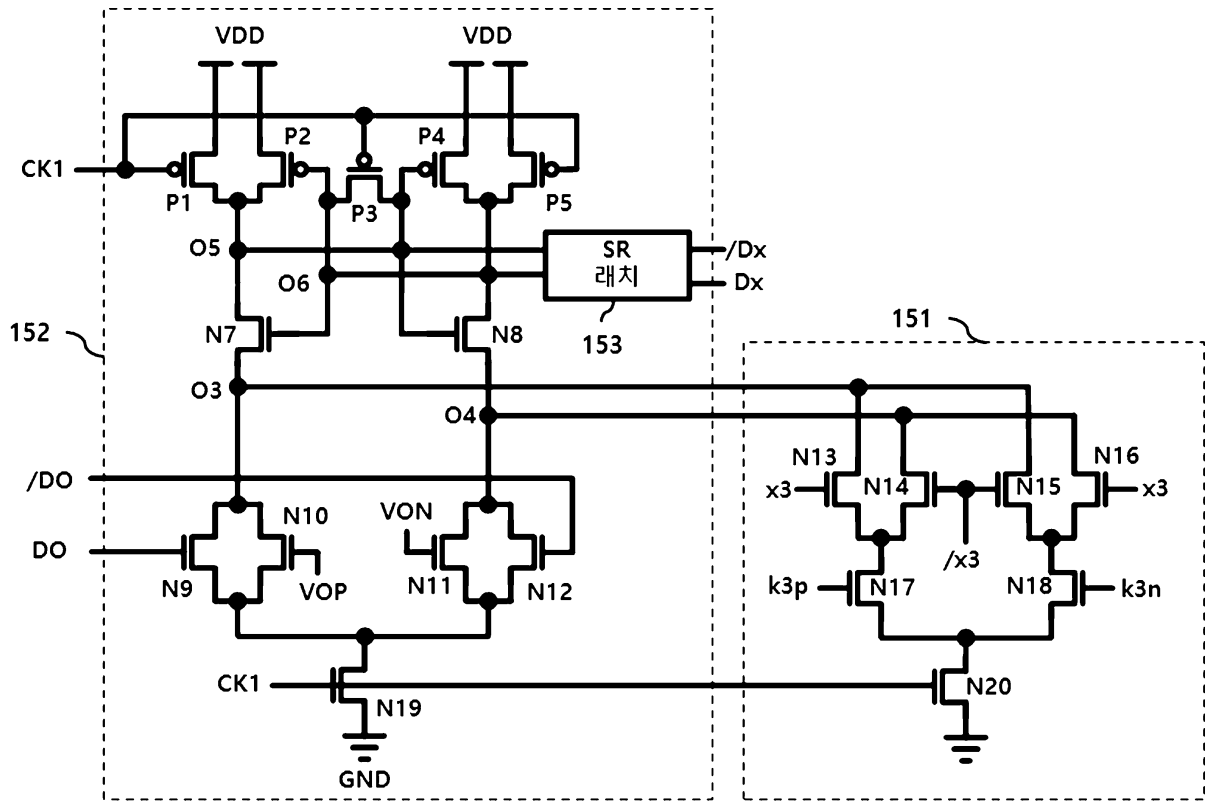 VDD VDD
P2 P4
CK1
P1 P3 P5
O5 SR /Dx
O6 래치 Dx
N7 N8 153
152 151
O3
O4
N13 N16
/DO x3 N14 N15 x3
VON N10
DO /x3
N9 VOP N11 N12 k3p N17 N18 k3n
CK1 N20
N19
GND